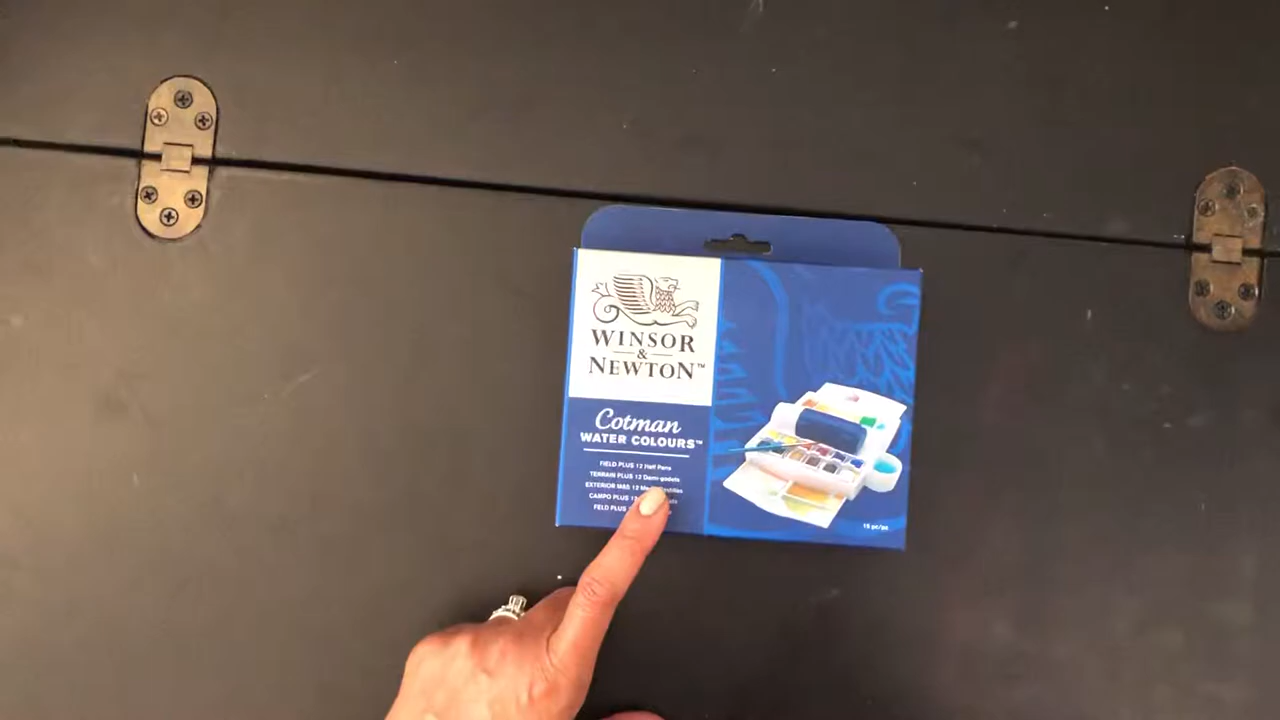 WINSOR
&
NEWTON™
Cotman
WATER COLOURS™
FIELD PLUS 12 Half Pans
TERRAIN PLUS 12 Demi-godets
EXTERIOR MÁS 12
CAMPO PLUS
FELD PLUS
15 pc/pz